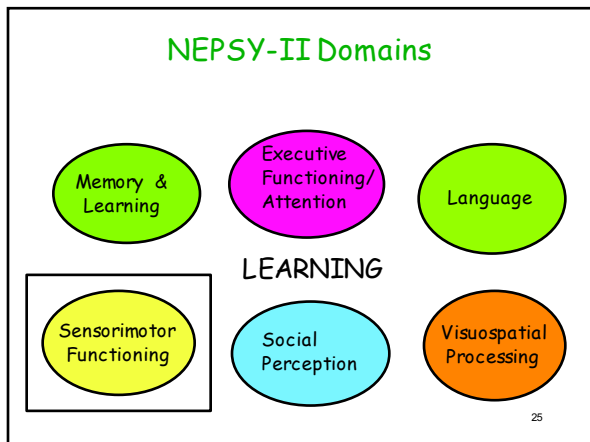 NEPSY-II Domains
Memory &
Learning
Executive
Functioning/
Attention
Language
LEARNING
Sensorimotor
Functioning
Social
Perception
Visuospatial
Processing
25